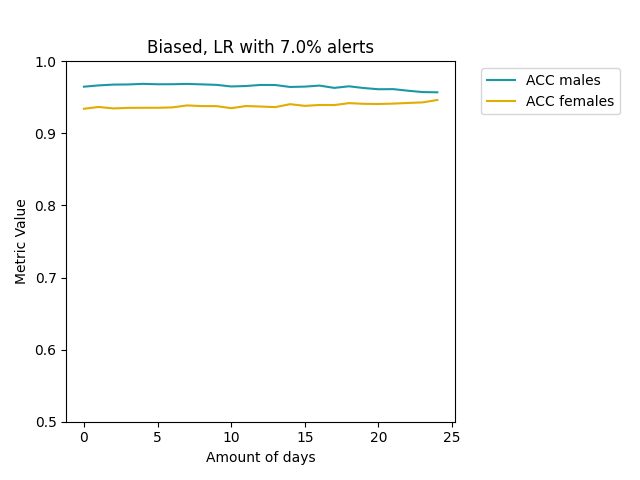 Biased, LR with 7.0% alerts
1.0
0.9
0.8
0.7
0.6
0.5
Metric Value
0
5
10
15
20
25
Amount of days
ACC males
ACC females